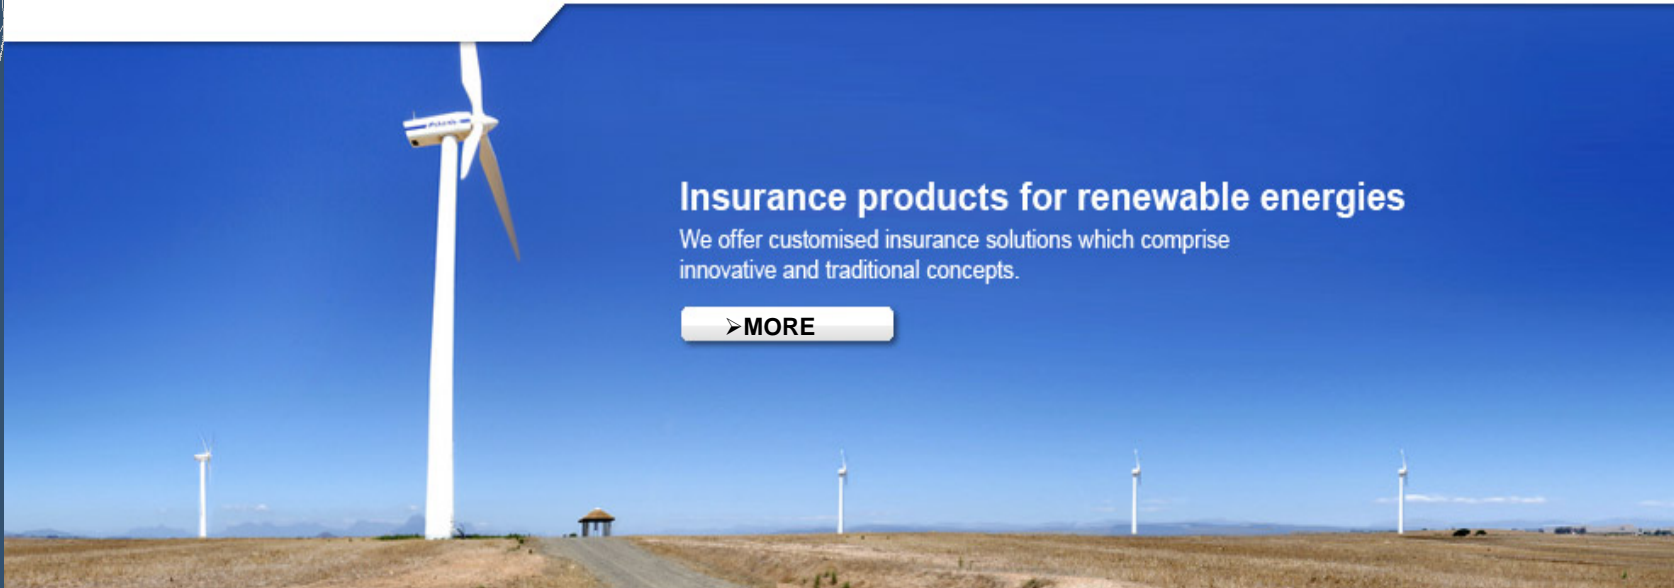 Insurance products for renewable energies
We offer customised insurance solutions which comprise
innovative and traditional concepts.
➢MORE